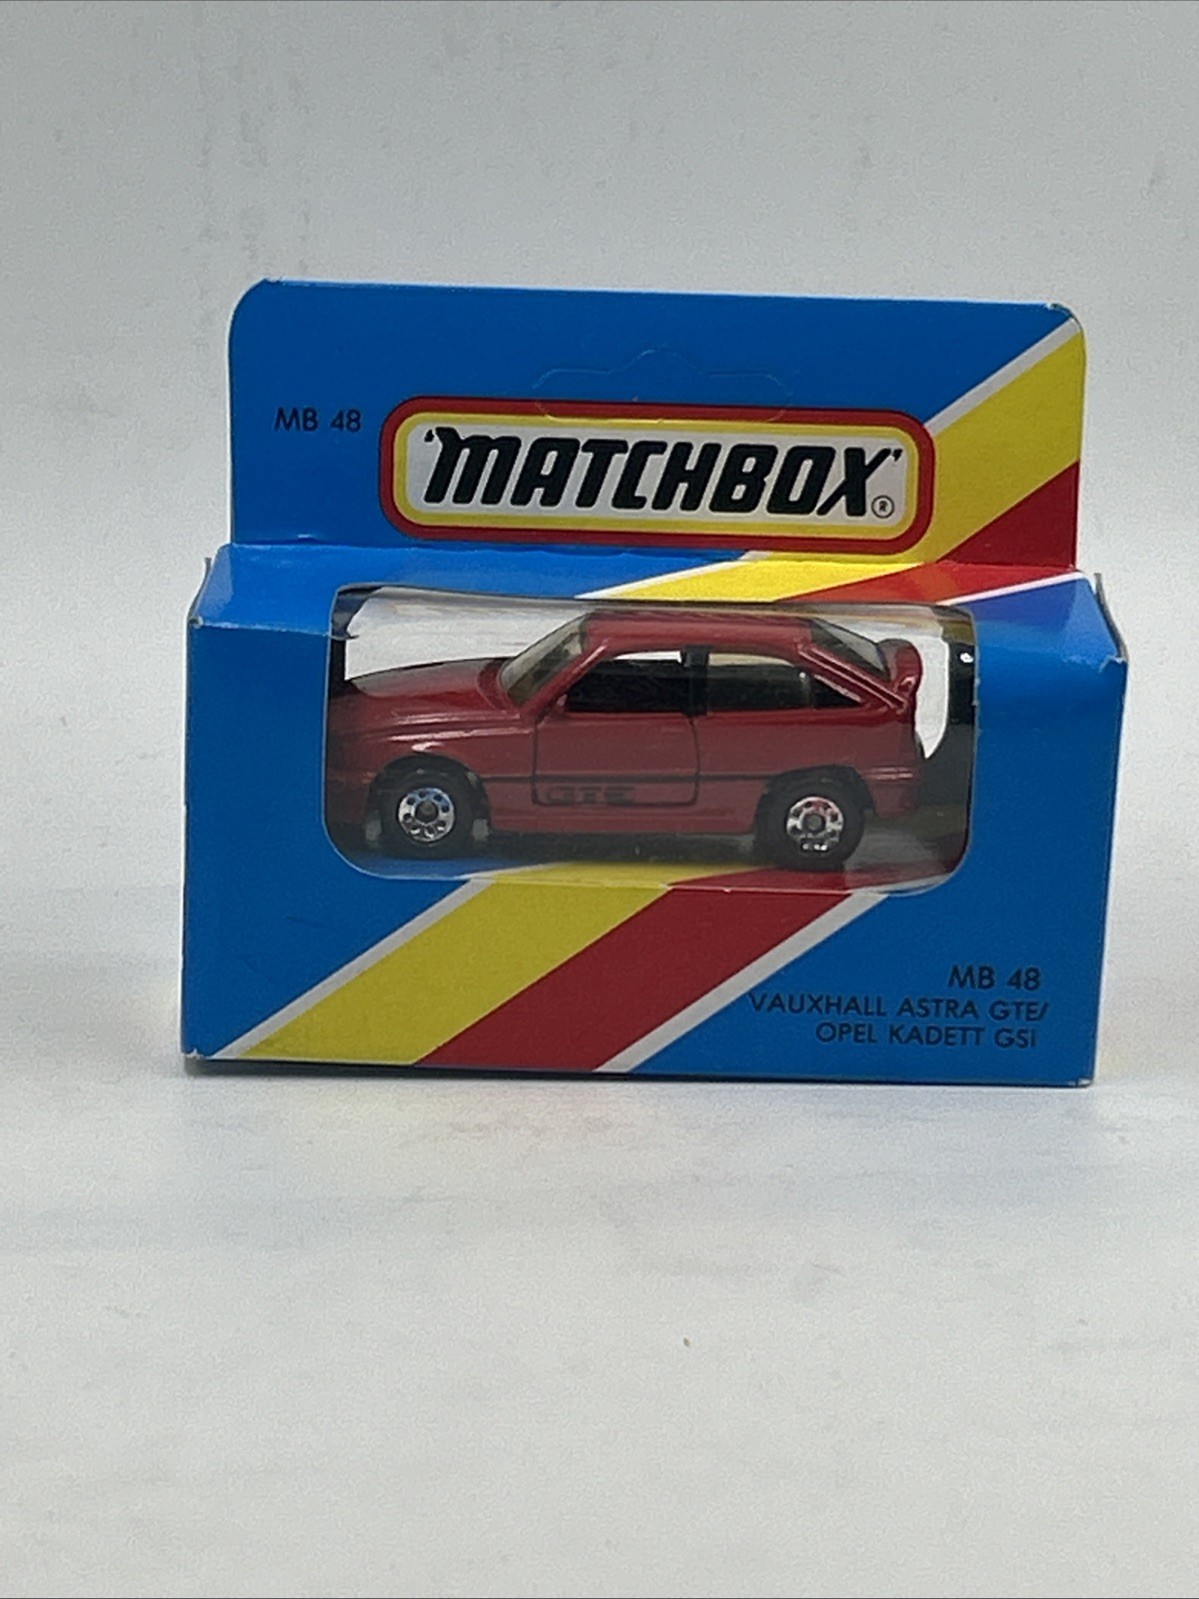 MB 48
'MATCHBOX'®
GTE
MB 48
VAUXHALL ASTRA GTE/
OPEL KADETT GSI